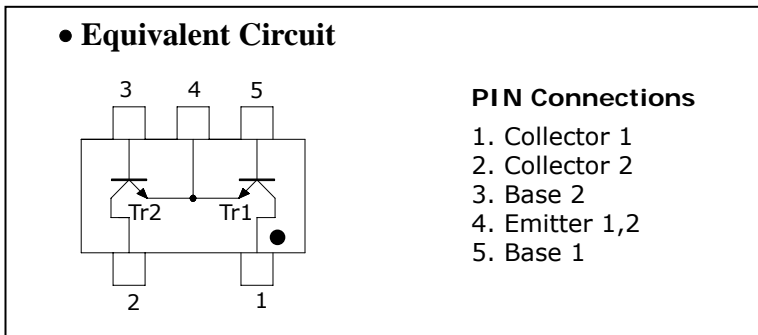 • Equivalent Circuit
3 4 5
Tr2 Tr1
2 1
PIN Connections
1. Collector 1
2. Collector 2
3. Base 2
4. Emitter 1,2
5. Base 1